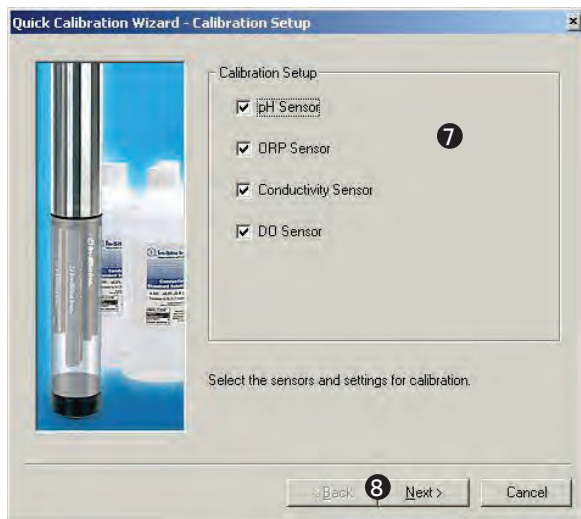 Quick Calibration Wizard - Calibration Setup
Calibration Setup
pH Sensor
7
ORP Sensor
Conductivity Sensor
DO Sensor
Select the sensors and settings for calibration.
< Back
8
Next >
Cancel